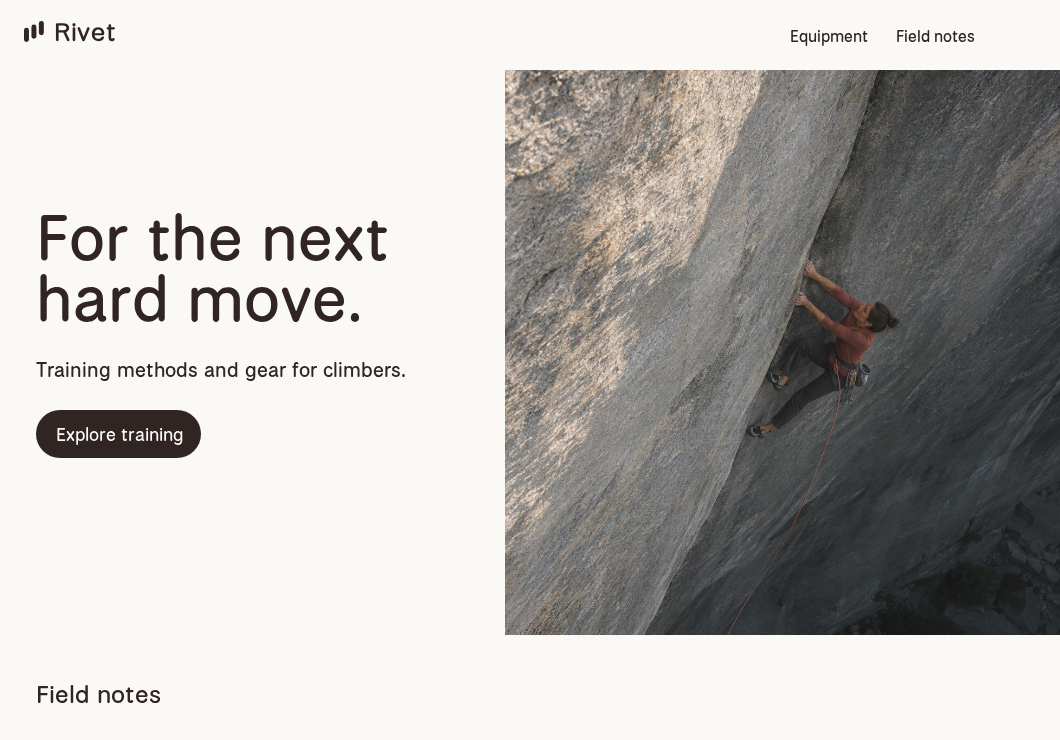 Rivet
Equipment
Field notes
For the next
hard move.
Training methods and gear for climbers.
Explore training
Field notes